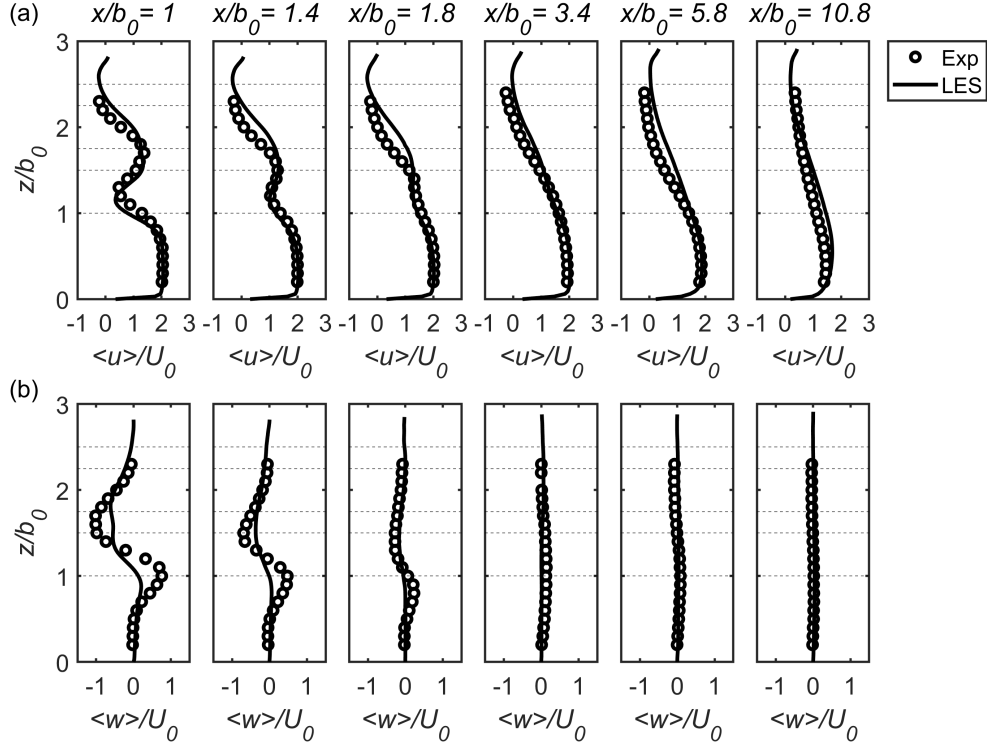 (a)
x/b0= 1 x/b0= 1.4 x/b0= 1.8 x/b0= 3.4 x/b0= 5.8 x/b0= 10.8
3
2
1
0
z/b0
Exp
LES
-1 0 1 2 3 -1 0 1 2 3 -1 0 1 2 3 -1 0 1 2 3 -1 0 1 2 3 -1 0 1 2 3
<u>/U0 <u>/U0 <u>/U0 <u>/U0 <u>/U0 <u>/U0
(b)
3
2
1
0
z/b0
-1 0 1 -1 0 1 -1 0 1 -1 0 1 -1 0 1 -1 0 1
<w>/U0 <w>/U0 <w>/U0 <w>/U0 <w>/U0 <w>/U0